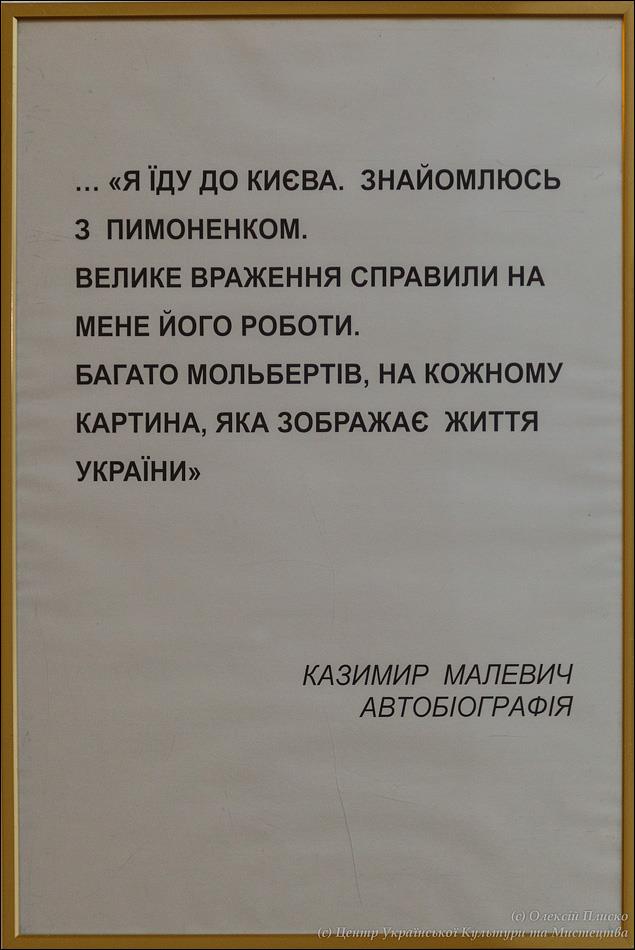 ... «Я ЇДУ ДО КИЄВА. ЗНАЙОМЛЮСЬ
З ПИМОНЕНКОМ.
ВЕЛИКЕ ВРАЖЕННЯ СПРАВИЛИ НА
МЕНЕ ЙОГО РОБОТИ.
БАГАТО МОЛЬБЕРТІВ, НА КОЖНОМУ
КАРТИНА, ЯКА ЗОБРАЖАЄ ЖИТТЯ
УКРАЇНИ»
КАЗИМИР МАЛЕВИЧ
АВТОБІОГРАФІЯ
(c) Олексій Плиско
(c) Центр Української Культури та Мистецтва